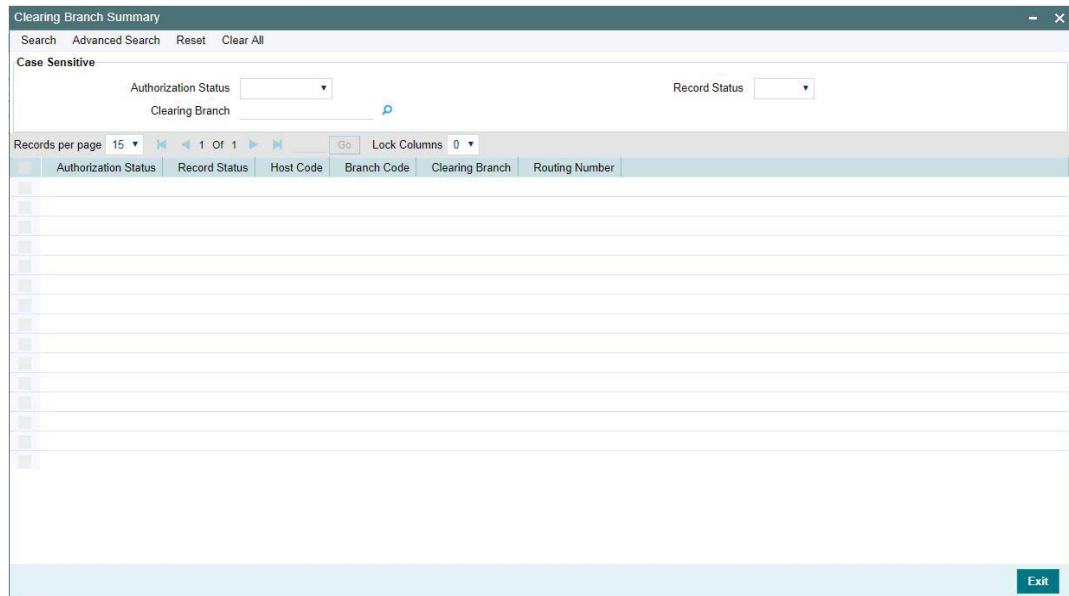 Clearing Branch Summary
Search Advanced Search Reset Clear All
Case Sensitive
Authorization Status Record Status
Clearing Branch
Records per page 15 1 Of 1 Go Lock Columns 0
Authorization Status Record Status Host Code Branch Code Clearing Branch Routing Number
Exit